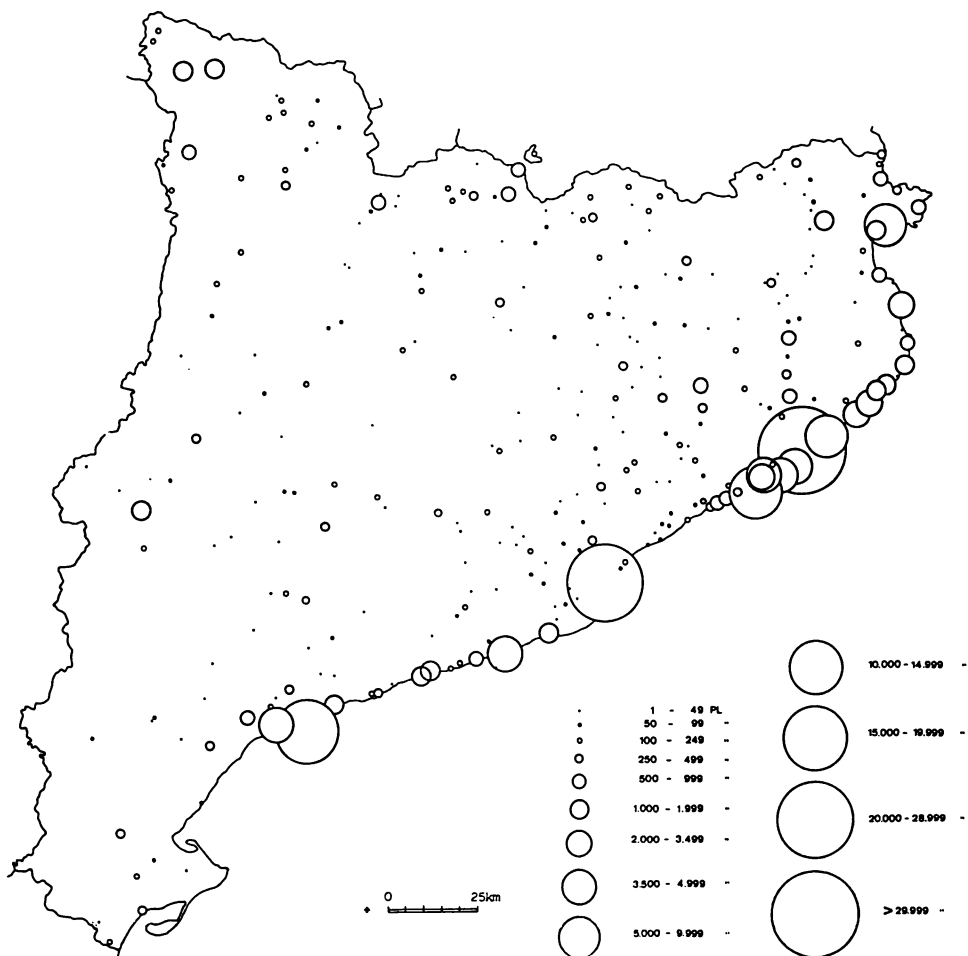 1 - 49 PL
50 - 99 "
100 - 249 "
250 - 499 "
500 - 999 "
1.000 - 1.999 "
2.000 - 3.499 "
3.500 - 4.999 "
5.000 - 9.999 "
10.000 - 14.999 "
15.000 - 19.999 "
20.000 - 28.999 "
> 29.999 "
0 25km